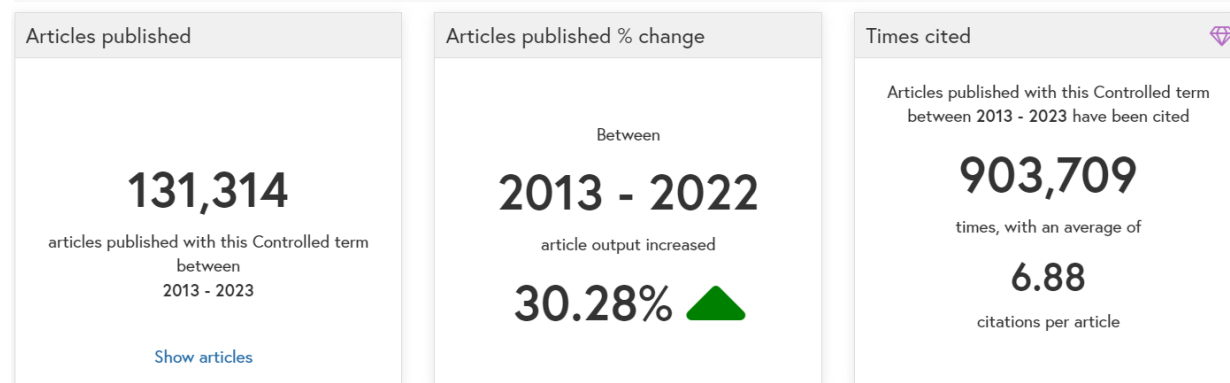 Articles published
131,314
articles published with this Controlled term
between
2013 - 2023
Show articles
Articles published % change
Between
2013 - 2022
article output increased
30.28%
Times cited
Articles published with this Controlled term
between 2013 - 2023 have been cited
903,709
times, with an average of
6.88
citations per article